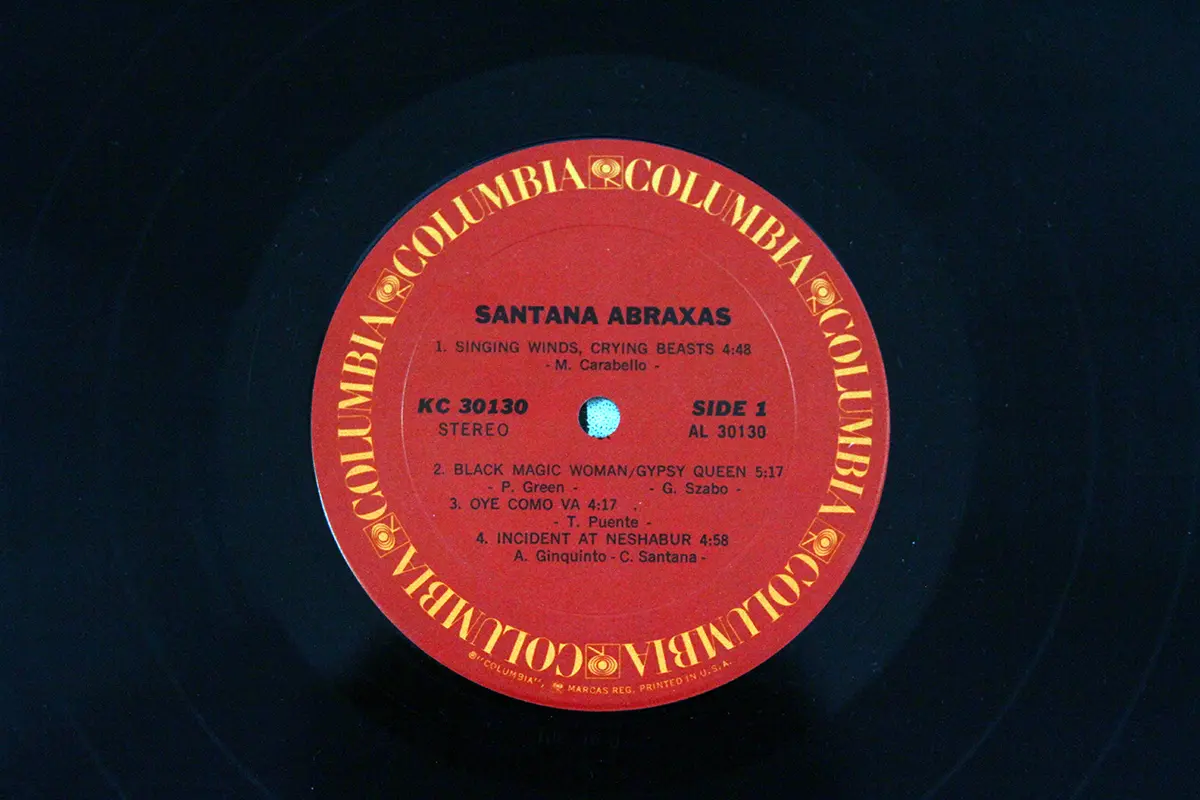 COLUMBIA COLUMBIA COLUMBIA COLUMBIA COLUMBIA COLUMBIA
SANTANA ABRAXAS
1. SINGING WINDS, CRYING BEASTS 4:48
- M. Carabello -
KC 30130
STEREO
SIDE 1
AL 30130
2. BLACK MAGIC WOMAN/GYPSY QUEEN 5:17
- P. Green - - G. Szabo -
3. OYE COMO VA 4:17
- T. Puente -
4. INCIDENT AT NESHABUR 4:58
A. Ginquinto - C. Santana -
®"COLUMBIA", MARCAS REG. PRINTED IN U.S.A.